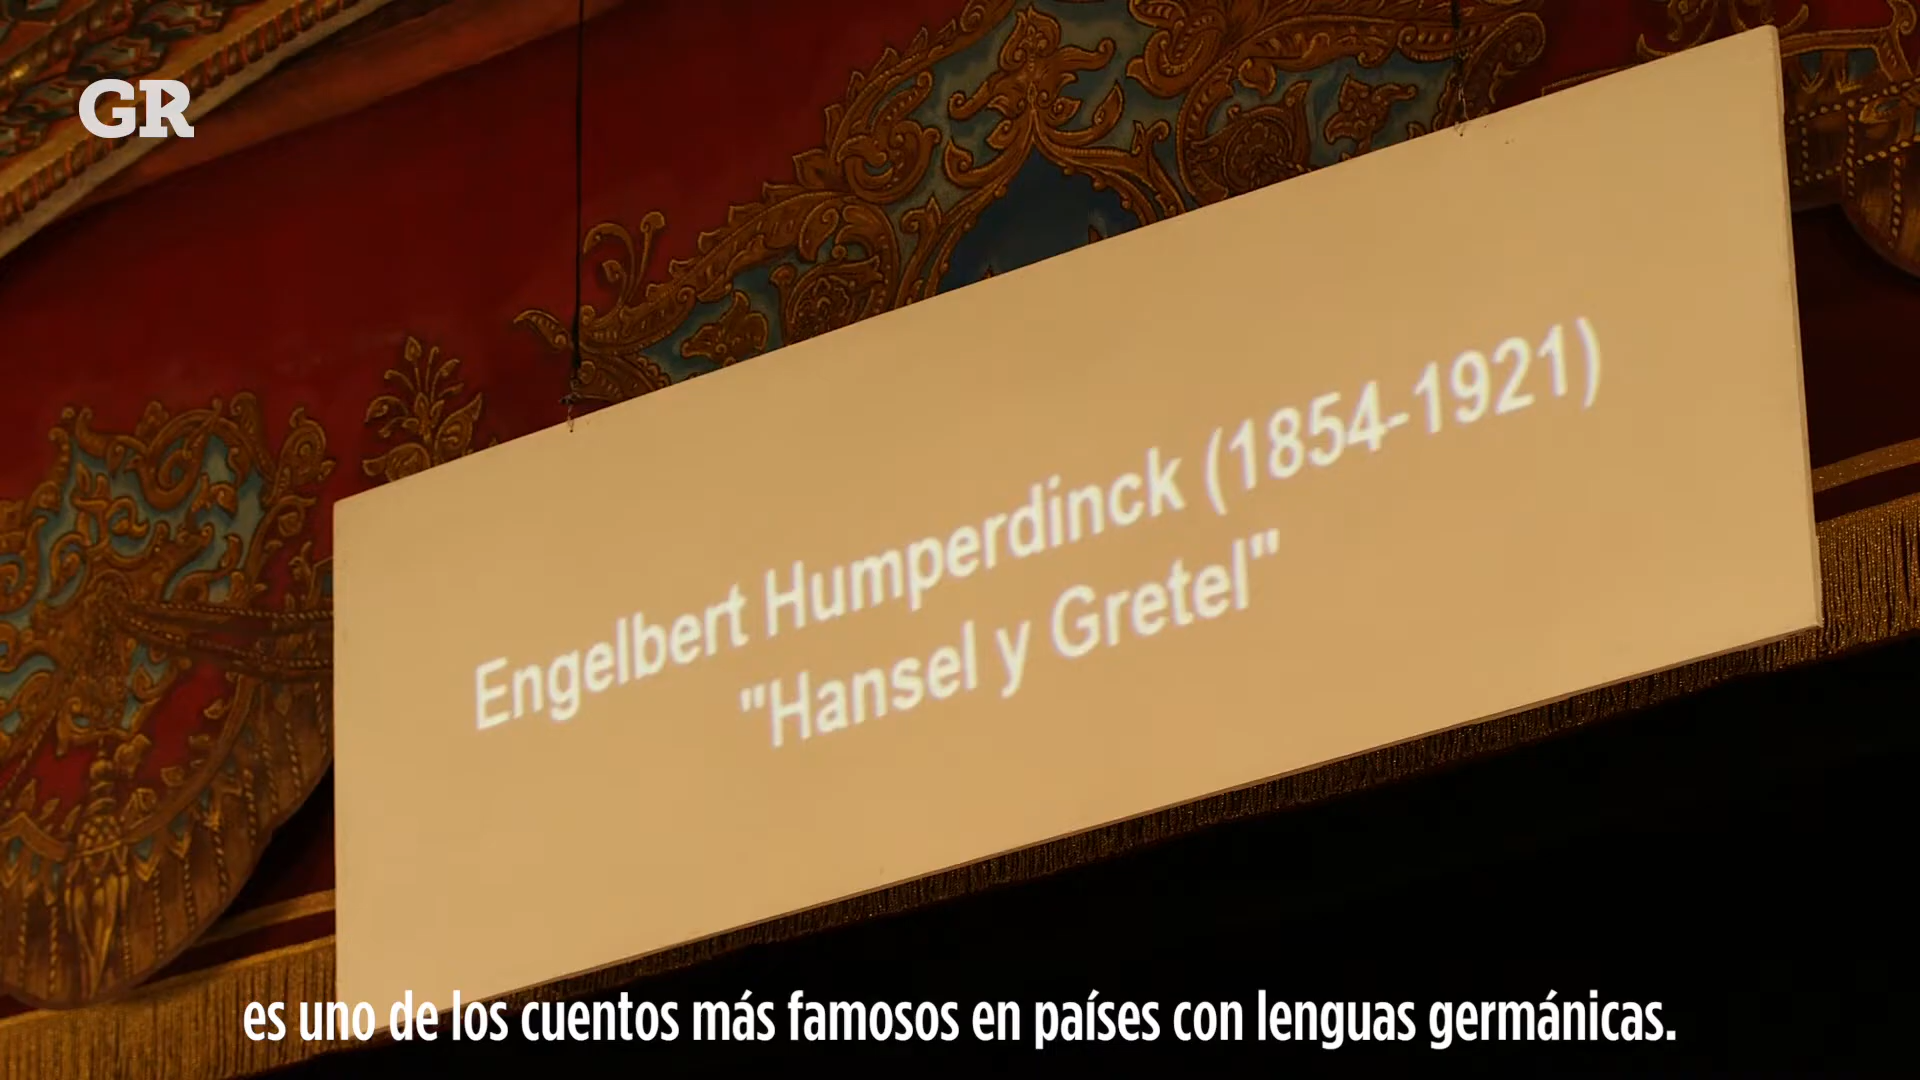 GR
Engelbert Humperdinck (1854-1921)
"Hansel y Gretel"
es uno de los cuentos más famosos en países con lenguas germánicas.